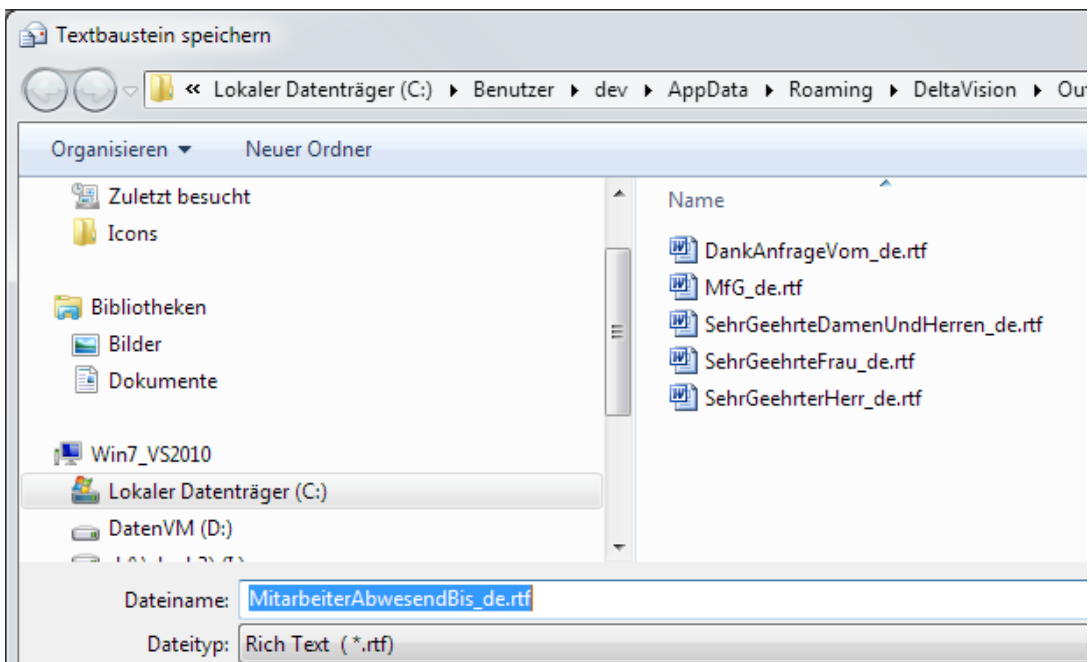 Textbaustein speichern
« Lokaler Datenträger (C:) ▸ Benutzer ▸ dev ▸ AppData ▸ Roaming ▸ DeltaVision ▸
Organisieren ▾ Neuer Ordner
Zuletzt besucht
Icons
Bibliotheken
Bilder
Dokumente
Win7_VS2010
Lokaler Datenträger (C:)
DatenVM (D:)
Name
DankAnfrageVom_de.rtf
MfG_de.rtf
SehrGeehrteDamenUndHerren_de.rtf
SehrGeehrteFrau_de.rtf
SehrGeehrterHerr_de.rtf
Dateiname: MitarbeiterAbwesendBis_de.rtf
Dateityp: Rich Text (*.rtf)